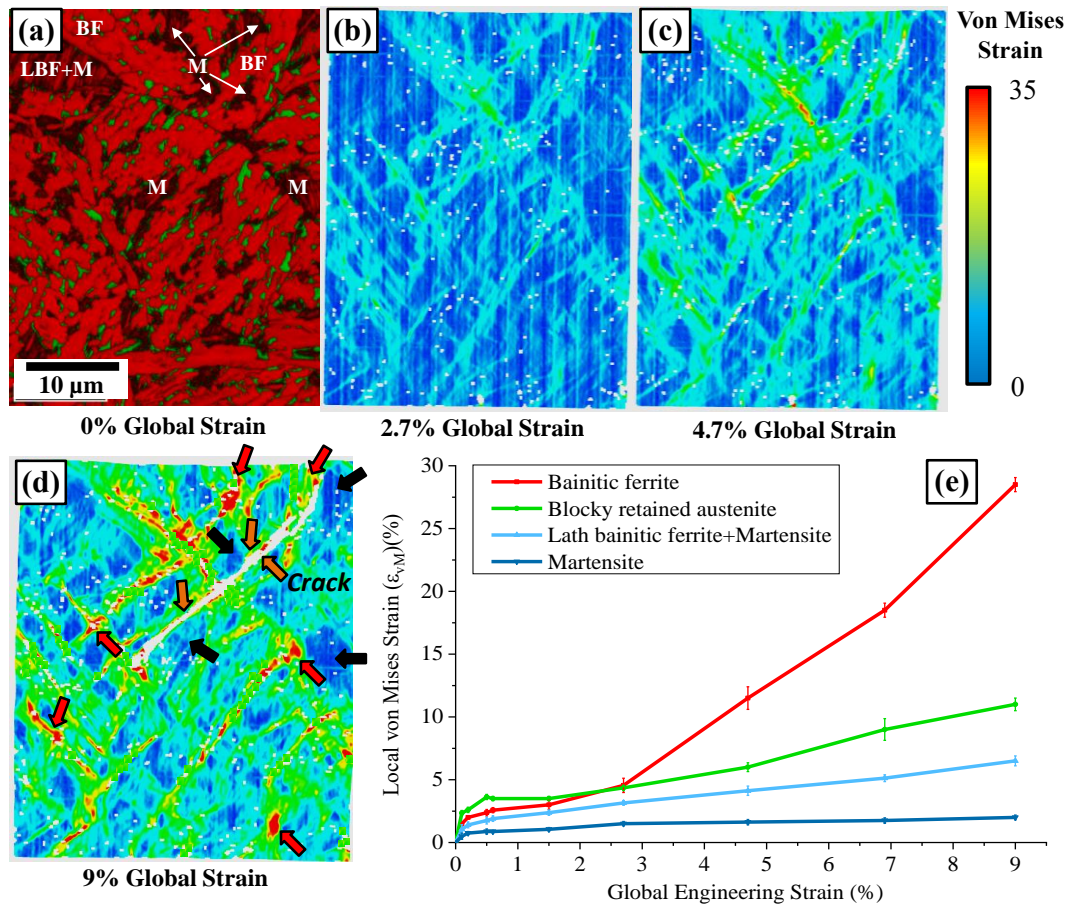 (a)
BF
M
BF
LBF+M
M
M
10 µm
0% Global Strain
(b)
2.7% Global Strain
(c)
4.7% Global Strain
Von Mises
Strain
35
0
(d)
Crack
9% Global Strain
(e)
Bainitic ferrite
Blocky retained austenite
Lath bainitic ferrite+Martensite
Martensite
Local von Mises Strain (ε_vM)(%)
30
25
20
15
10
5
0
0 1 2 3 4 5 6 7 8 9
Global Engineering Strain (%)